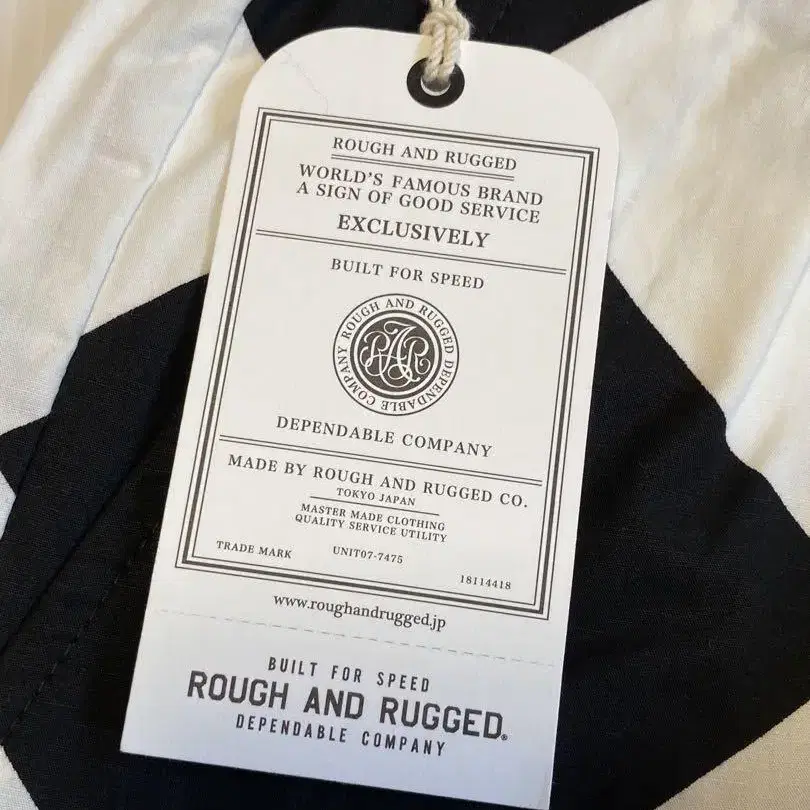 ROUGH AND RUGGED
WORLD'S FAMOUS BRAND
A SIGN OF GOOD SERVICE
EXCLUSIVELY
BUILT FOR SPEED
ROUGH AND RUGGED DEPENDABLE COMPANY
RAR
DEPENDABLE COMPANY
MADE BY ROUGH AND RUGGED CO.
TOKYO JAPAN
MASTER MADE CLOTHING
QUALITY SERVICE UTILITY
TRADE MARK UNIT07-7475
18114418
www.roughandrugged.jp
BUILT FOR SPEED
ROUGH AND RUGGED®
DEPENDABLE COMPANY